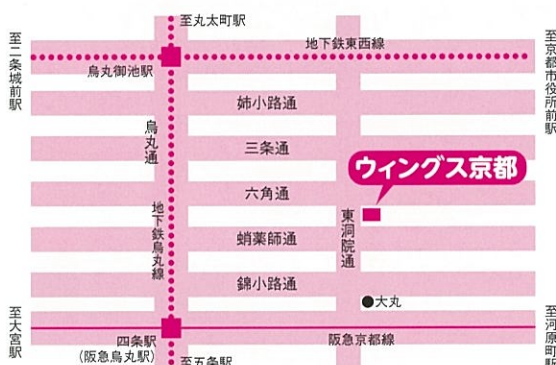 至丸太町駅
地下鉄東西線
至二条城前駅
至京都市役所前駅
烏丸御池駅
姉小路通
烏丸通
三条通
ウィングス京都
六角通
東洞院通
地下鉄烏丸線
蛸薬師通
錦小路通
大丸
至大宮駅
至河原町駅
四条駅
(阪急烏丸駅)
阪急京都線
至五条駅